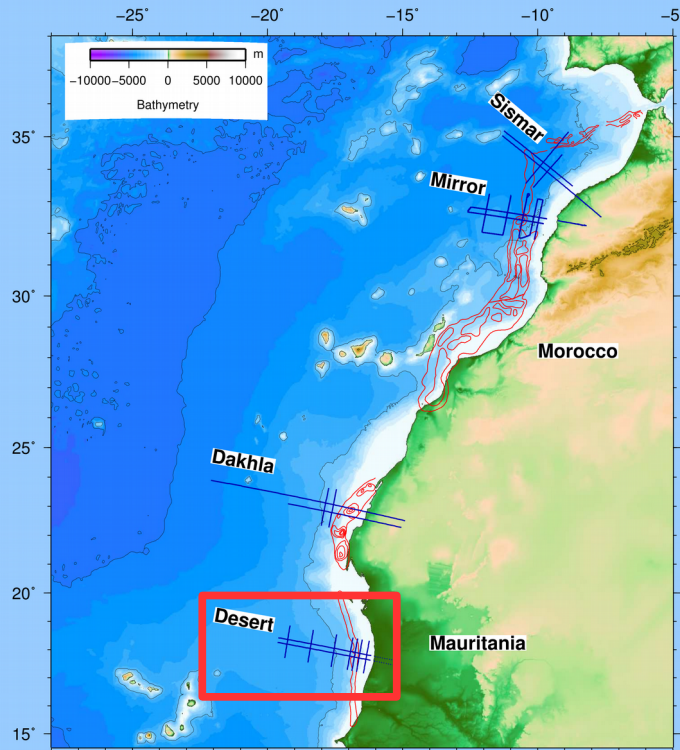 −25° −20° −15° −10° −5
m
−10000 −5000 0 5000 10000
Bathymetry
Sismar
35°
Mirror
30°
Morocco
25°
Dakhla
20°
Desert
Mauritania
15°